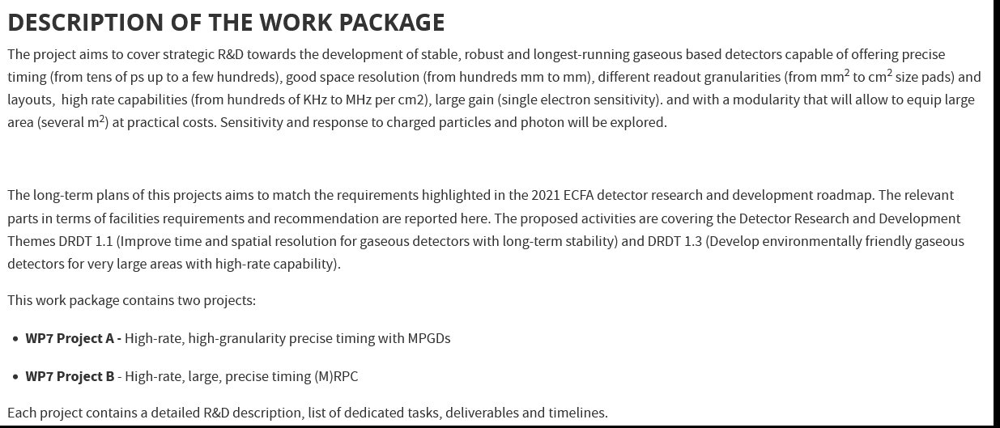 DESCRIPTION OF THE WORK PACKAGE
The project aims to cover strategic R&D towards the development of stable, robust and longest-running gaseous based detectors capable of offering precise
timing (from tens of ps up to a few hundreds), good space resolution (from hundreds mm to mm), different readout granularities (from mm² to cm² size pads) and
layouts,  high rate capabilities (from hundreds of KHz to MHz per cm2), large gain (single electron sensitivity). and with a modularity that will allow to equip large
area (several m²) at practical costs. Sensitivity and response to charged particles and photon will be explored.
The long-term plans of this projects aims to match the requirements highlighted in the 2021 ECFA detector research and development roadmap. The relevant
parts in terms of facilities requirements and recommendation are reported here. The proposed activities are covering the Detector Research and Development
Themes DRDT 1.1 (Improve time and spatial resolution for gaseous detectors with long-term stability) and DRDT 1.3 (Develop environmentally friendly gaseous
detectors for very large areas with high-rate capability).
This work package contains two projects:
• WP7 Project A - High-rate, high-granularity precise timing with MPGDs
• WP7 Project B - High-rate, large, precise timing (M)RPC
Each project contains a detailed R&D description, list of dedicated tasks, deliverables and timelines.